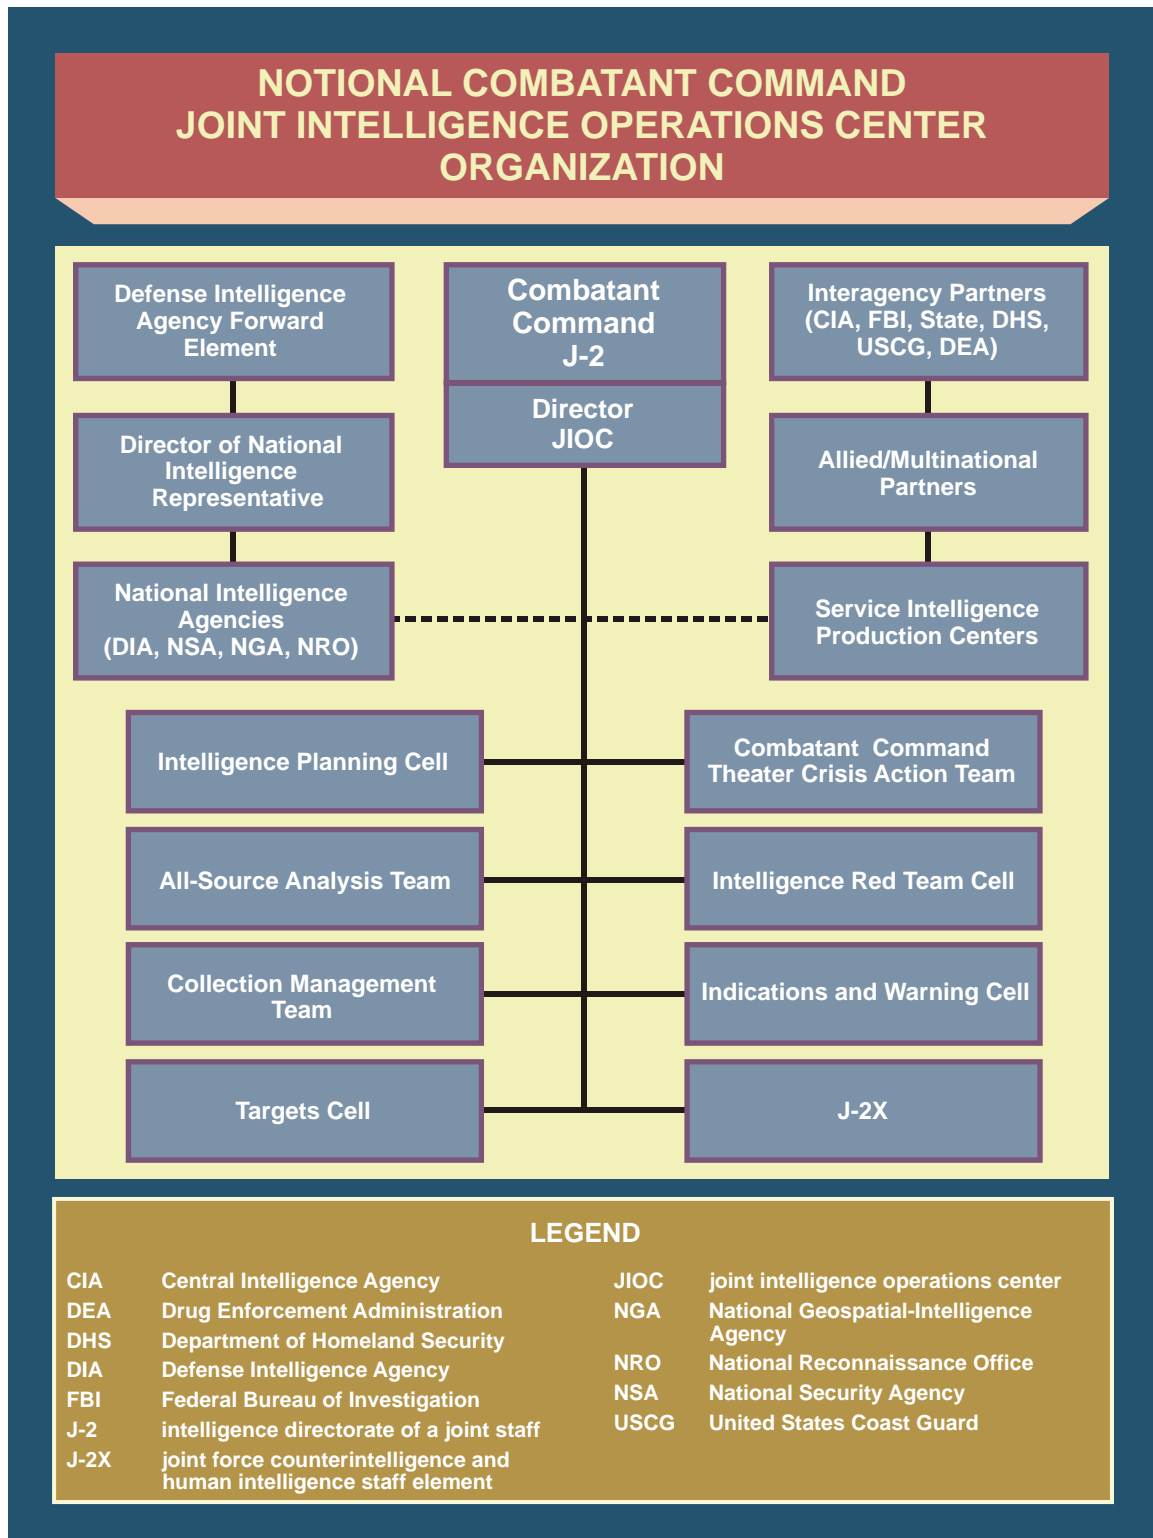 NOTIONAL COMBATANT COMMAND
JOINT INTELLIGENCE OPERATIONS CENTER
ORGANIZATION
Defense Intelligence
Agency Forward
Element
Combatant
Command
J-2
Interagency Partners
(CIA, FBI, State, DHS,
USCG, DEA)
Director
JIOC
Director of National
Intelligence
Representative
Allied/Multinational
Partners
National Intelligence
Agencies
(DIA, NSA, NGA, NRO)
Service Intelligence
Production Centers
Intelligence Planning Cell
Combatant Command
Theater Crisis Action Team
All-Source Analysis Team
Intelligence Red Team Cell
Collection Management
Team
Indications and Warning Cell
Targets Cell
J-2X
LEGEND
CIA Central Intelligence Agency
DEA Drug Enforcement Administration
DHS Department of Homeland Security
DIA Defense Intelligence Agency
FBI Federal Bureau of Investigation
J-2 intelligence directorate of a joint staff
J-2X joint force counterintelligence and
human intelligence staff element
JIOC joint intelligence operations center
NGA National Geospatial-Intelligence
Agency
NRO National Reconnaissance Office
NSA National Security Agency
USCG United States Coast Guard